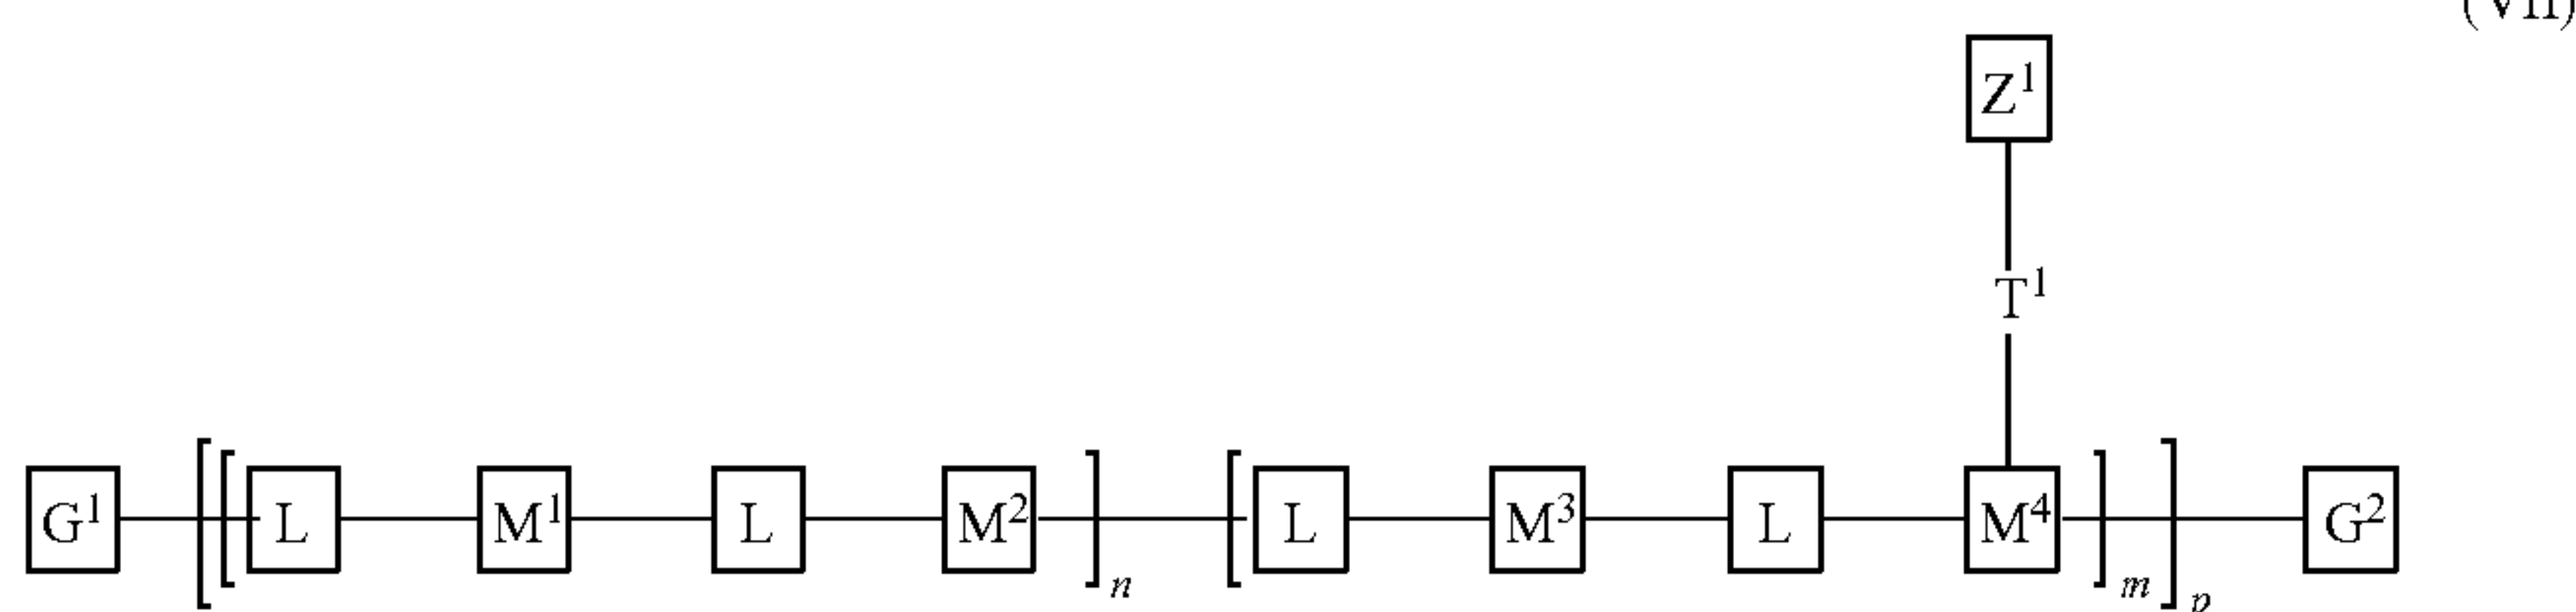 (VII)
Z¹
T¹
G¹ [[ L M¹ L M² ]n [ L M³ L M⁴ ]m ]p G²